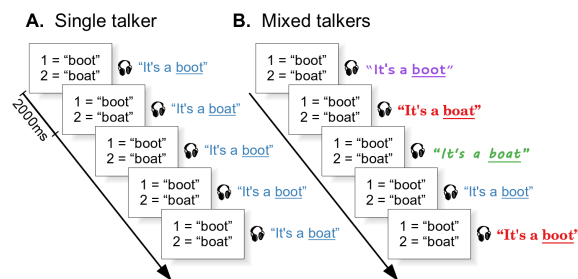 A. Single talker
1 = “boot”
2 = “boat”
“It's a boot”
2000ms
1 = “boot”
2 = “boat”
“It's a boat”
1 = “boot”
2 = “boat”
“It's a boot”
1 = “boot”
2 = “boat”
“It's a boot”
1 = “boot”
2 = “boat”
“It's a boat”
B. Mixed talkers
1 = “boot”
2 = “boat”
“It's a boot”
1 = “boot”
2 = “boat”
“It's a boat”
1 = “boot”
2 = “boat”
“It's a boat”
1 = “boot”
2 = “boat”
“It's a boot”
1 = “boot”
2 = “boat”
“It's a boot”